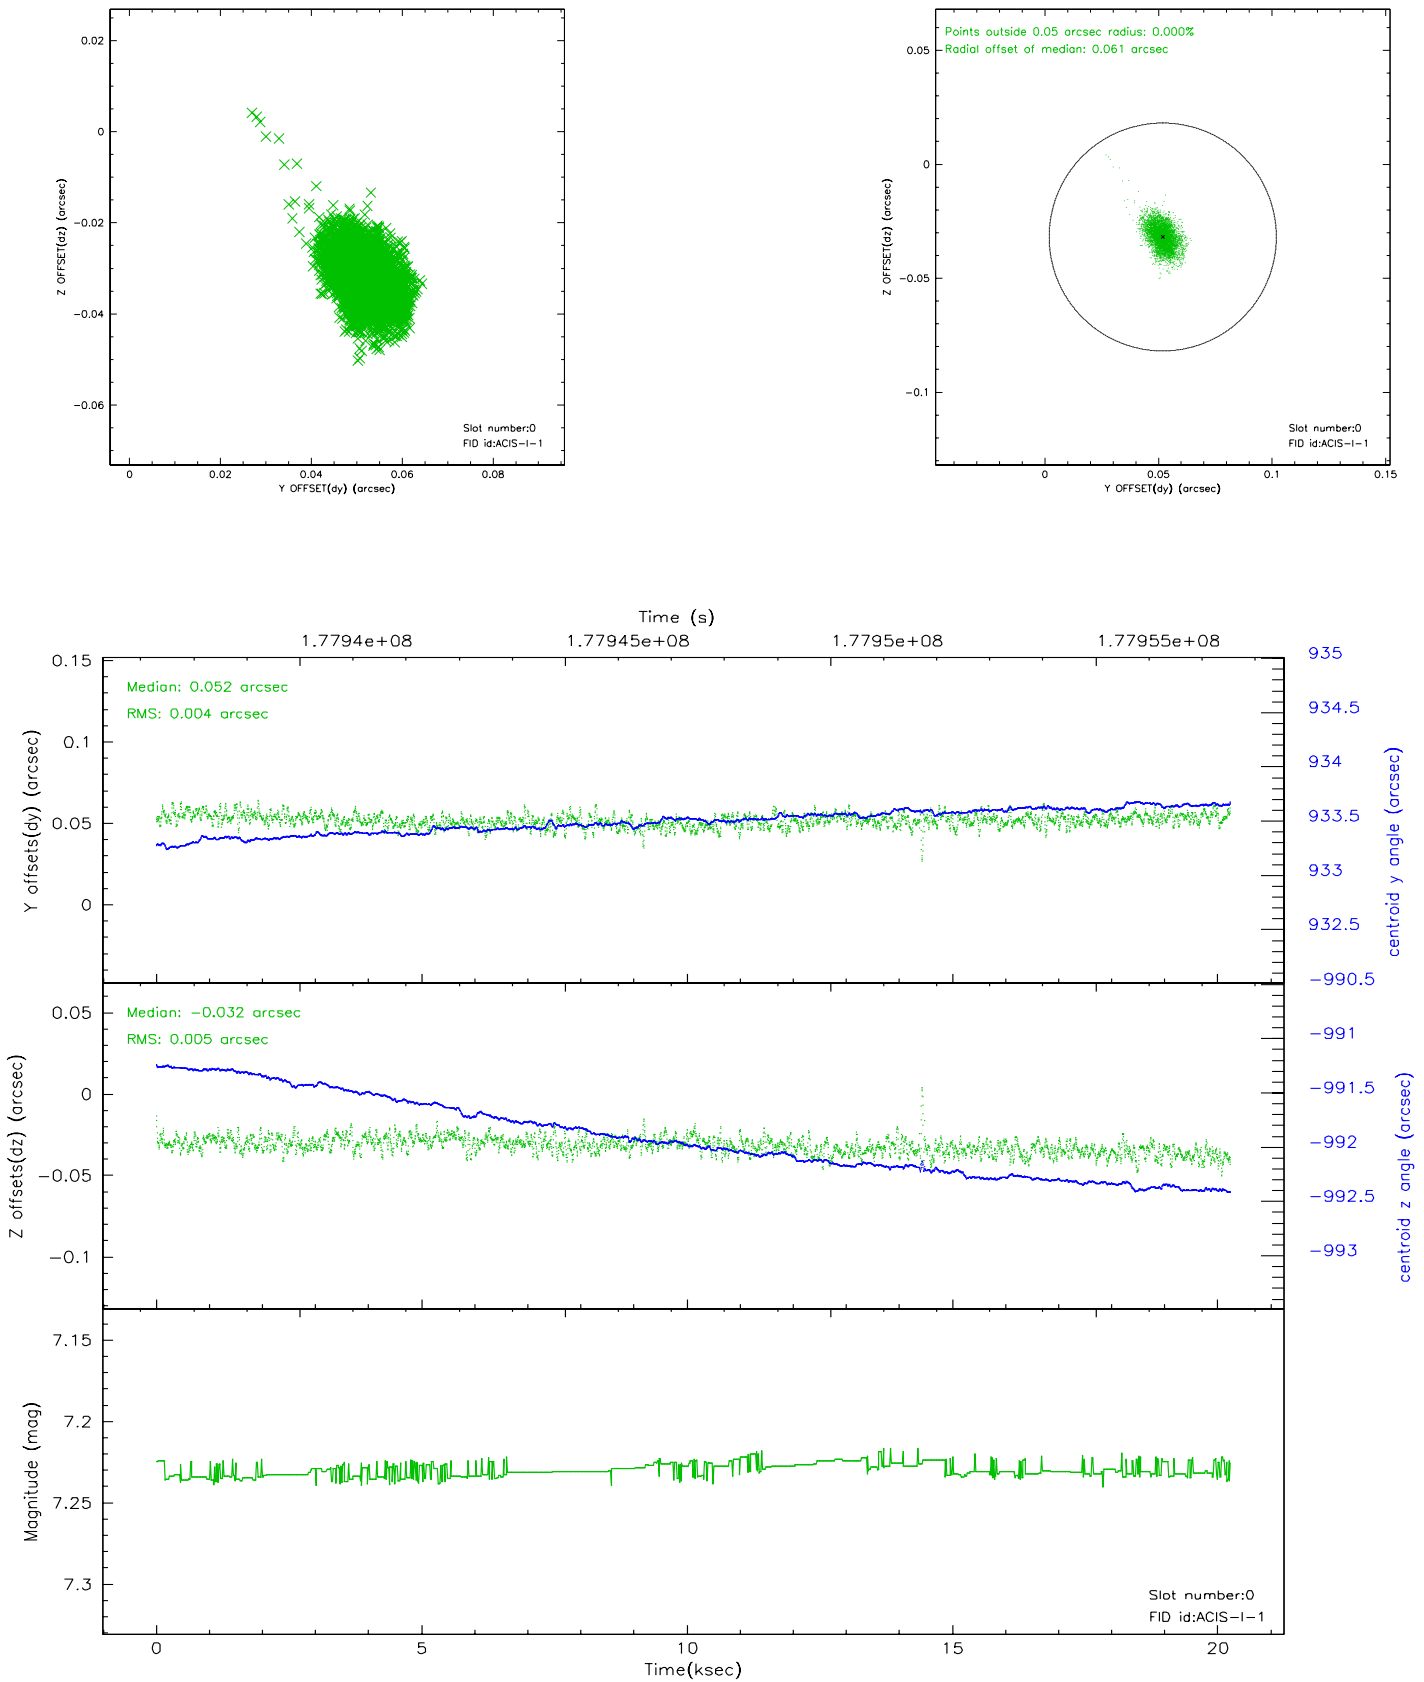 0.02
0
-0.02
-0.04
-0.06
Z OFFSET(dz) (arcsec)
Slot number:0
FID id:ACIS-I-1
0 0.02 0.04 0.06 0.08
Y OFFSET(dy) (arcsec)
Points outside 0.05 arcsec radius: 0.000%
Radial offset of median: 0.061 arcsec
0.05
0
-0.05
-0.1
Z OFFSET(dz) (arcsec)
Slot number:0
FID id:ACIS-I-1
0 0.05 0.1 0.15
Y OFFSET(dy) (arcsec)
Time (s)
1.7794e+08 1.77945e+08 1.7795e+08 1.77955e+08
Median: 0.052 arcsec
RMS: 0.004 arcsec
0.15
0.1
0.05
0
Y offsets(dy) (arcsec)
935
934.5
934
933.5
933
932.5
centroid y angle (arcsec)
Median: -0.032 arcsec
RMS: 0.005 arcsec
0.05
0
-0.05
-0.1
Z offsets(dz) (arcsec)
-990.5
-991
-991.5
-992
-992.5
-993
centroid z angle (arcsec)
7.15
7.2
7.25
7.3
Magnitude (mag)
Slot number:0
FID id:ACIS-I-1
0 5 10 15 20
Time(ksec)